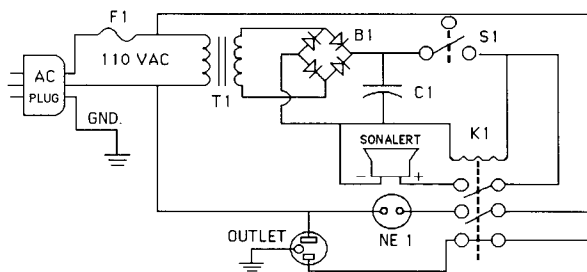 F1
B1
S1
AC
PLUG
110 VAC
T1
C1
GND.
K1
SONALERT
- +
OUTLET
NE 1